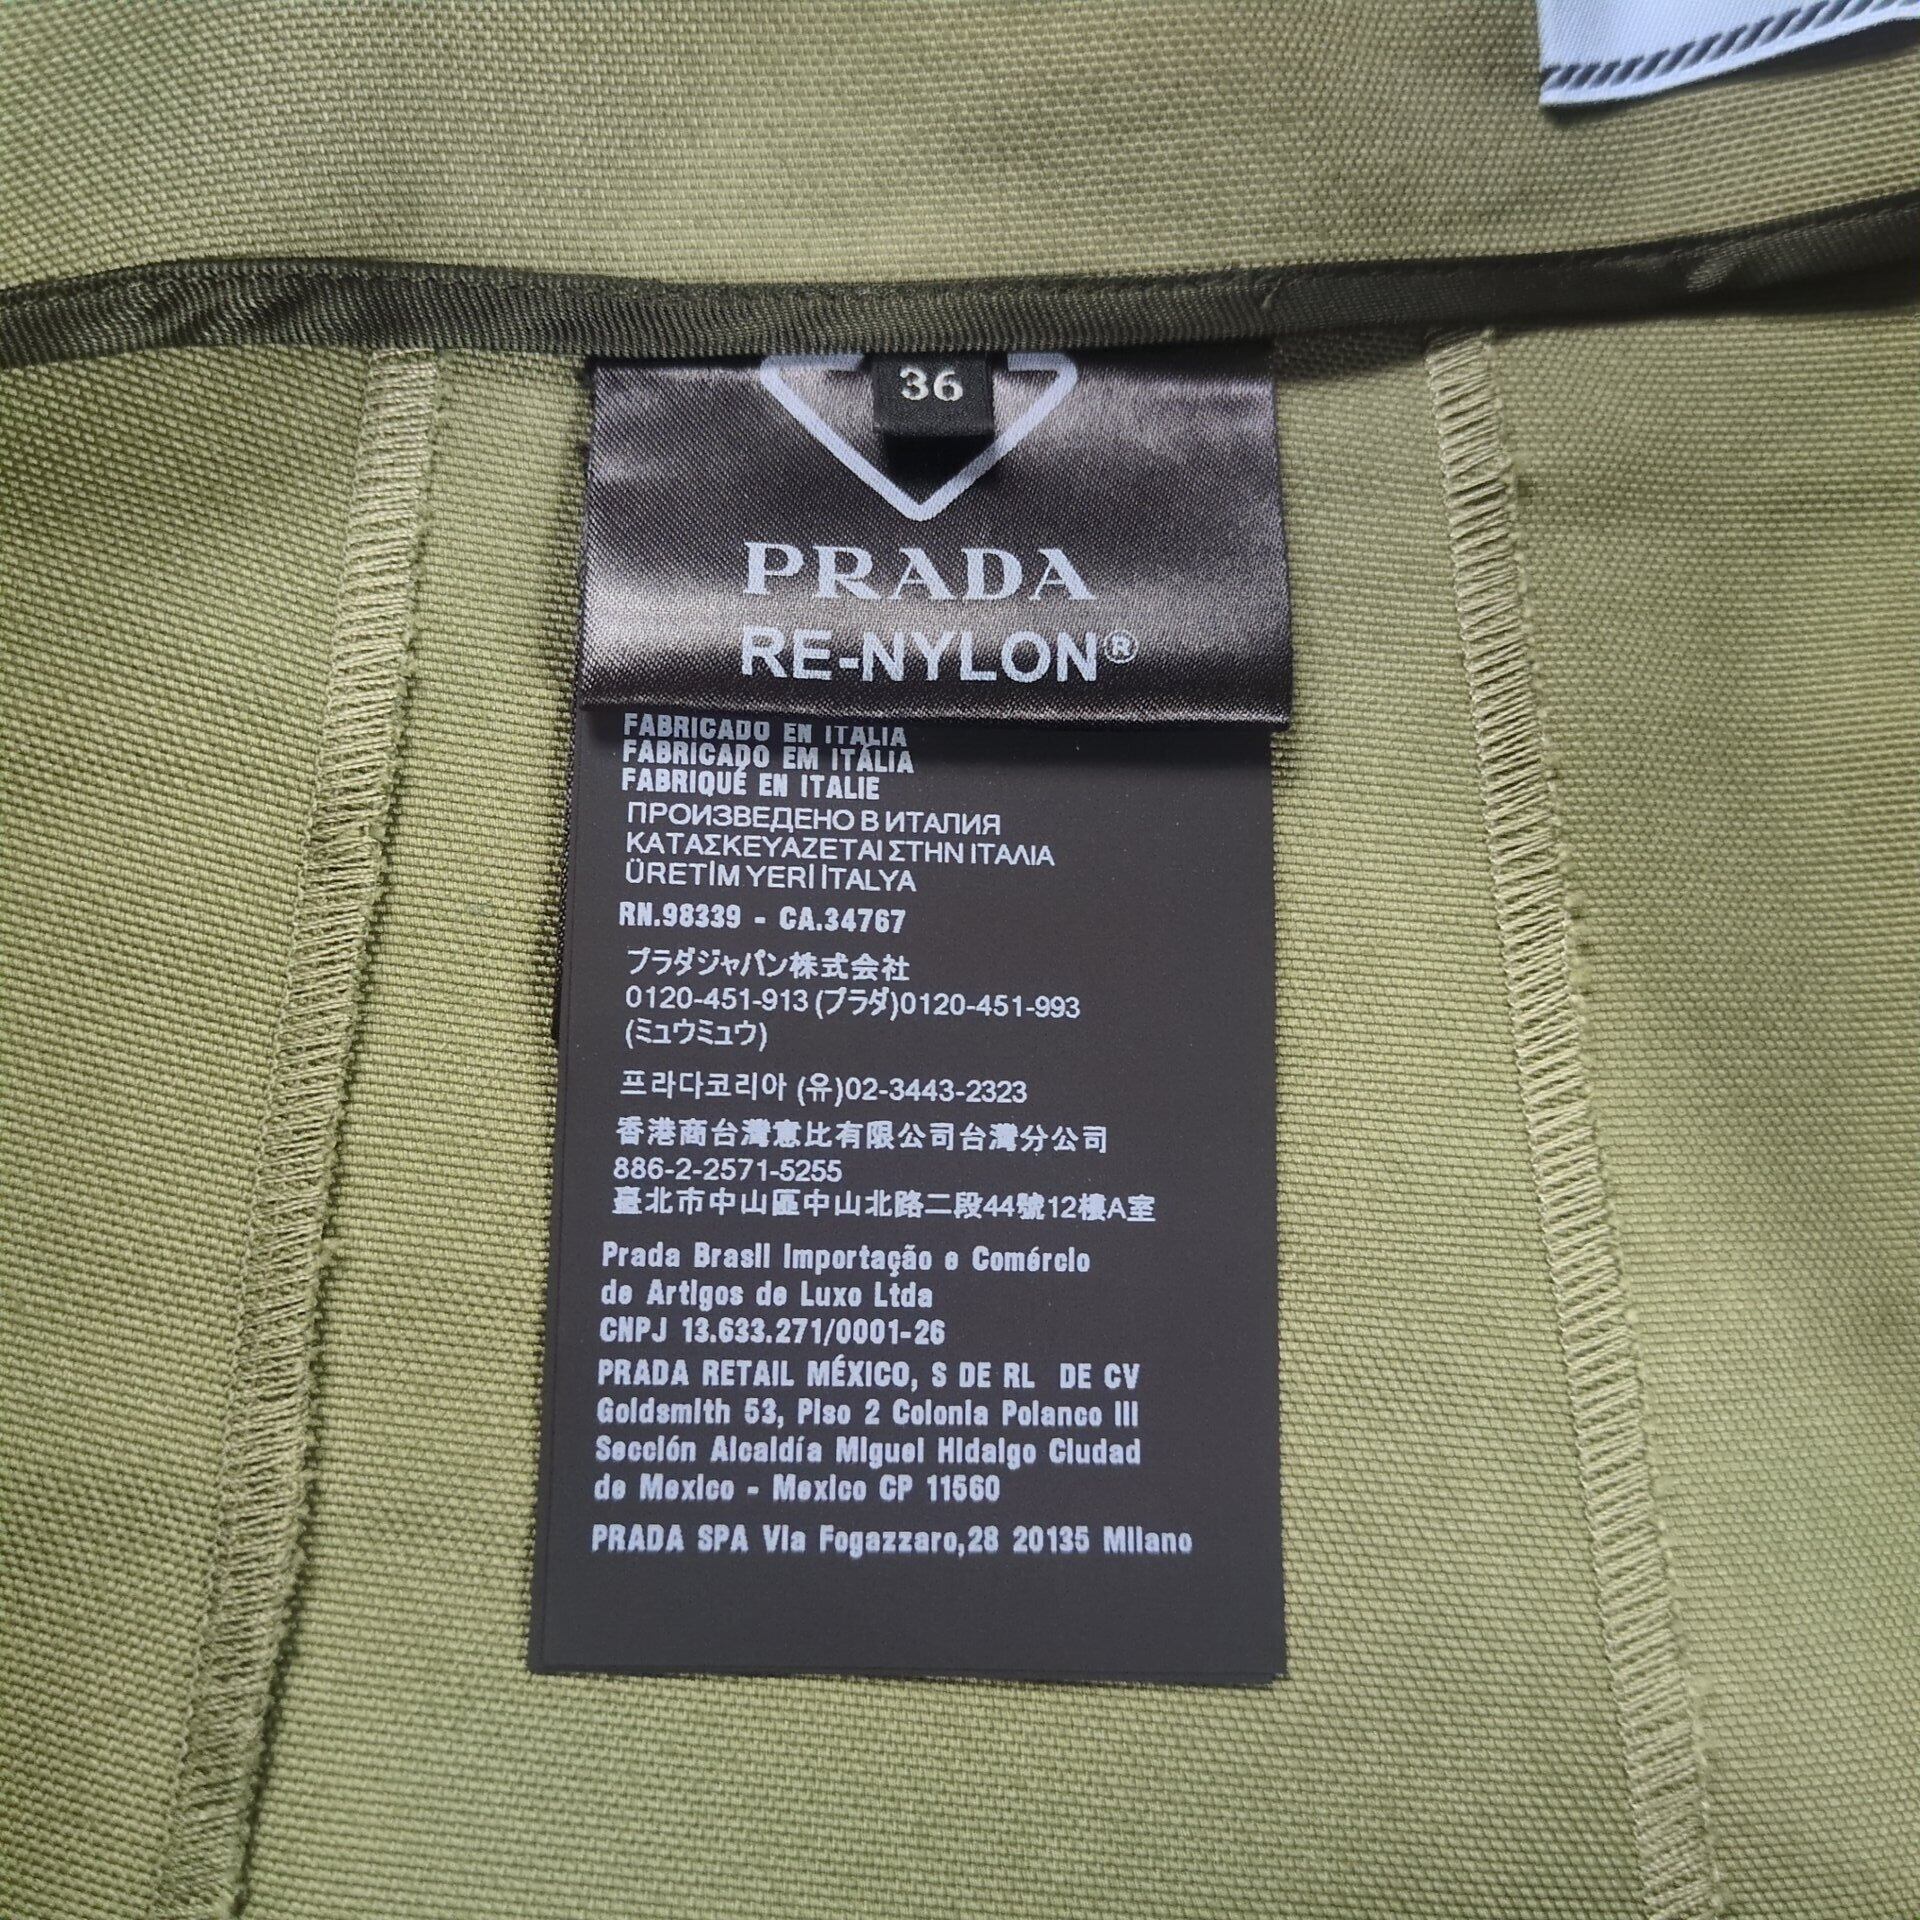 36
PRADA
RE-NYLON®
FABRICADO EN ITALIA
FABRICADO EM ITÁLIA
FABRIQUÉ EN ITALIE
ПРОИЗВЕДЕНО В ИТАЛИЯ
ΚΑΤΑΣΚΕΥΑΖΕΤΑΙ ΣΤΗΝ ΙΤΑΛΙΑ
ÜRETİM YERİ İTALYA
RN.98339 - CA.34767
プラダジャパン株式会社
0120-451-913 (プラダ)0120-451-993
(ミュウミュウ)
프라다코리아 (유)02-3443-2323
香港商台灣惠比有限公司台灣分公司
886-2-2571-5255
臺北市中山區中山北路二段44號12樓A室
Prada Brasil Importação e Comércio
de Artigos de Luxo Ltda
CNPJ 13.633.271/0001-26
PRADA RETAIL MÉXICO, S DE RL DE CV
Goldsmith 53, Piso 2 Colonia Polanco III
Sección Alcaldía Miguel Hidalgo Ciudad
de Mexico - Mexico CP 11560
PRADA SPA Via Fogazzaro,28 20135 Milano